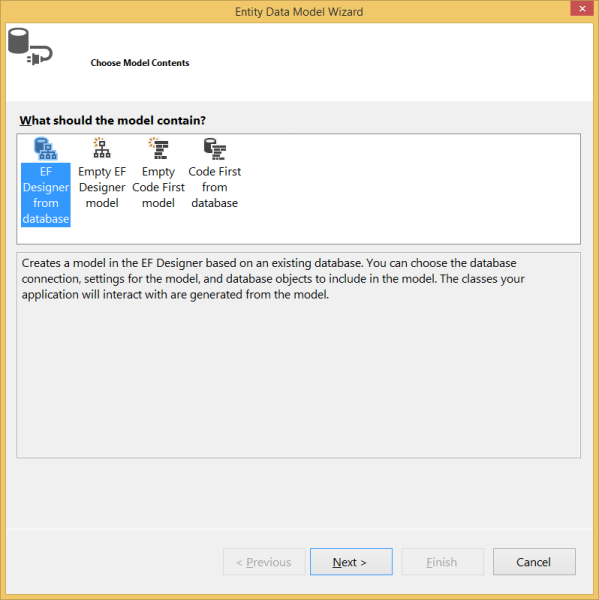 Entity Data Model Wizard
Choose Model Contents
What should the model contain?
EF Designer from database
Empty EF Designer model
Empty Code First model
Code First from database
Creates a model in the EF Designer based on an existing database. You can choose the database
connection, settings for the model, and database objects to include in the model. The classes your
application will interact with are generated from the model.
< Previous
Next >
Finish
Cancel